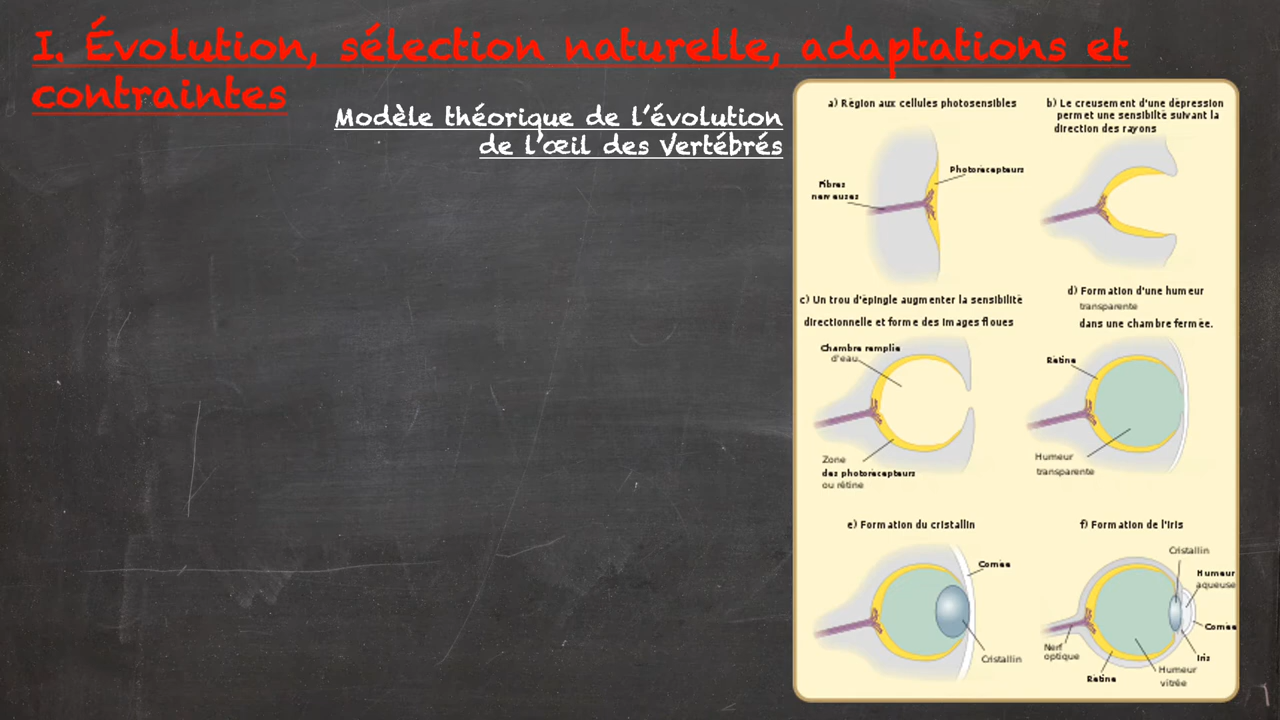 I. Évolution, sélection naturelle, adaptations et
contraintes
Modèle théorique de l'évolution
de l'œil des Vertébrés
a) Région aux cellules photosensibles
Photorécepteurs
Fibres
nerveuses
b) Le creusement d'une dépression
permet une sensibilté suivant la
direction des rayons
c) Un trou d'épingle augmenter la sensibilité
directionnelle et forme des images floues
Chambre remplie
d'eau
Zone
des photorécepteurs
ou rétine
d) Formation d'une humeur
transparente
dans une chambre fermée.
Rétine
Humeur
transparente
e) Formation du cristallin
Cornée
Cristallin
f) Formation de l'iris
Cristallin
Humeur
aqueuse
Cornée
Iris
Nerf
optique
Humeur
vitrée
Rétine